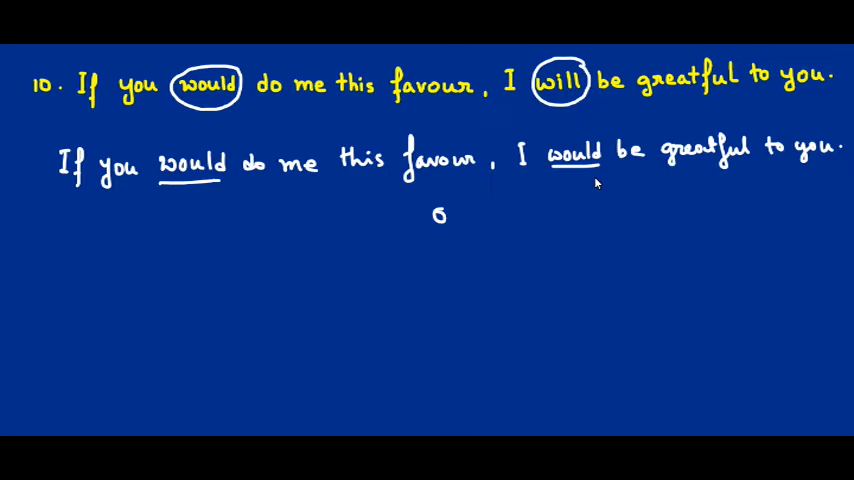 10. If you would do me this favour, I will be greatful to you.
If you would do me this favour, I would be greatful to you.
o